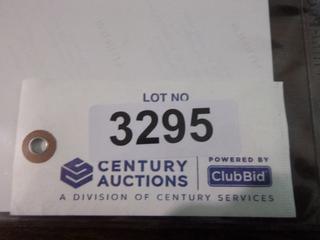 LOT NO
3295
CENTURY AUCTIONS
POWERED BY
ClubBid
A DIVISION OF CENTURY SERVICES